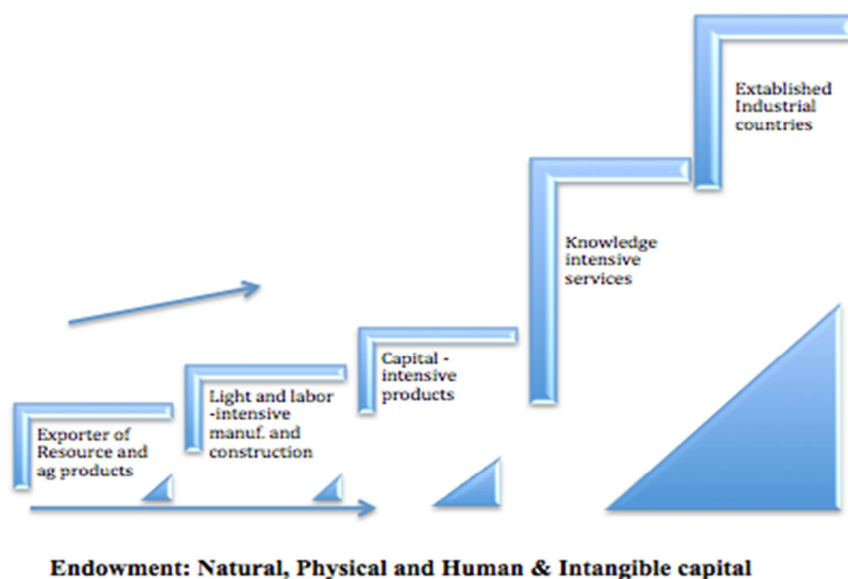 Extablished
Industrial
countries
Knowledge
intensive
services
Capital -
intensive
products
Light and labor
-intensive
manuf. and
construction
Exporter of
Resource and
ag products
Endowment: Natural, Physical and Human & Intangible capital